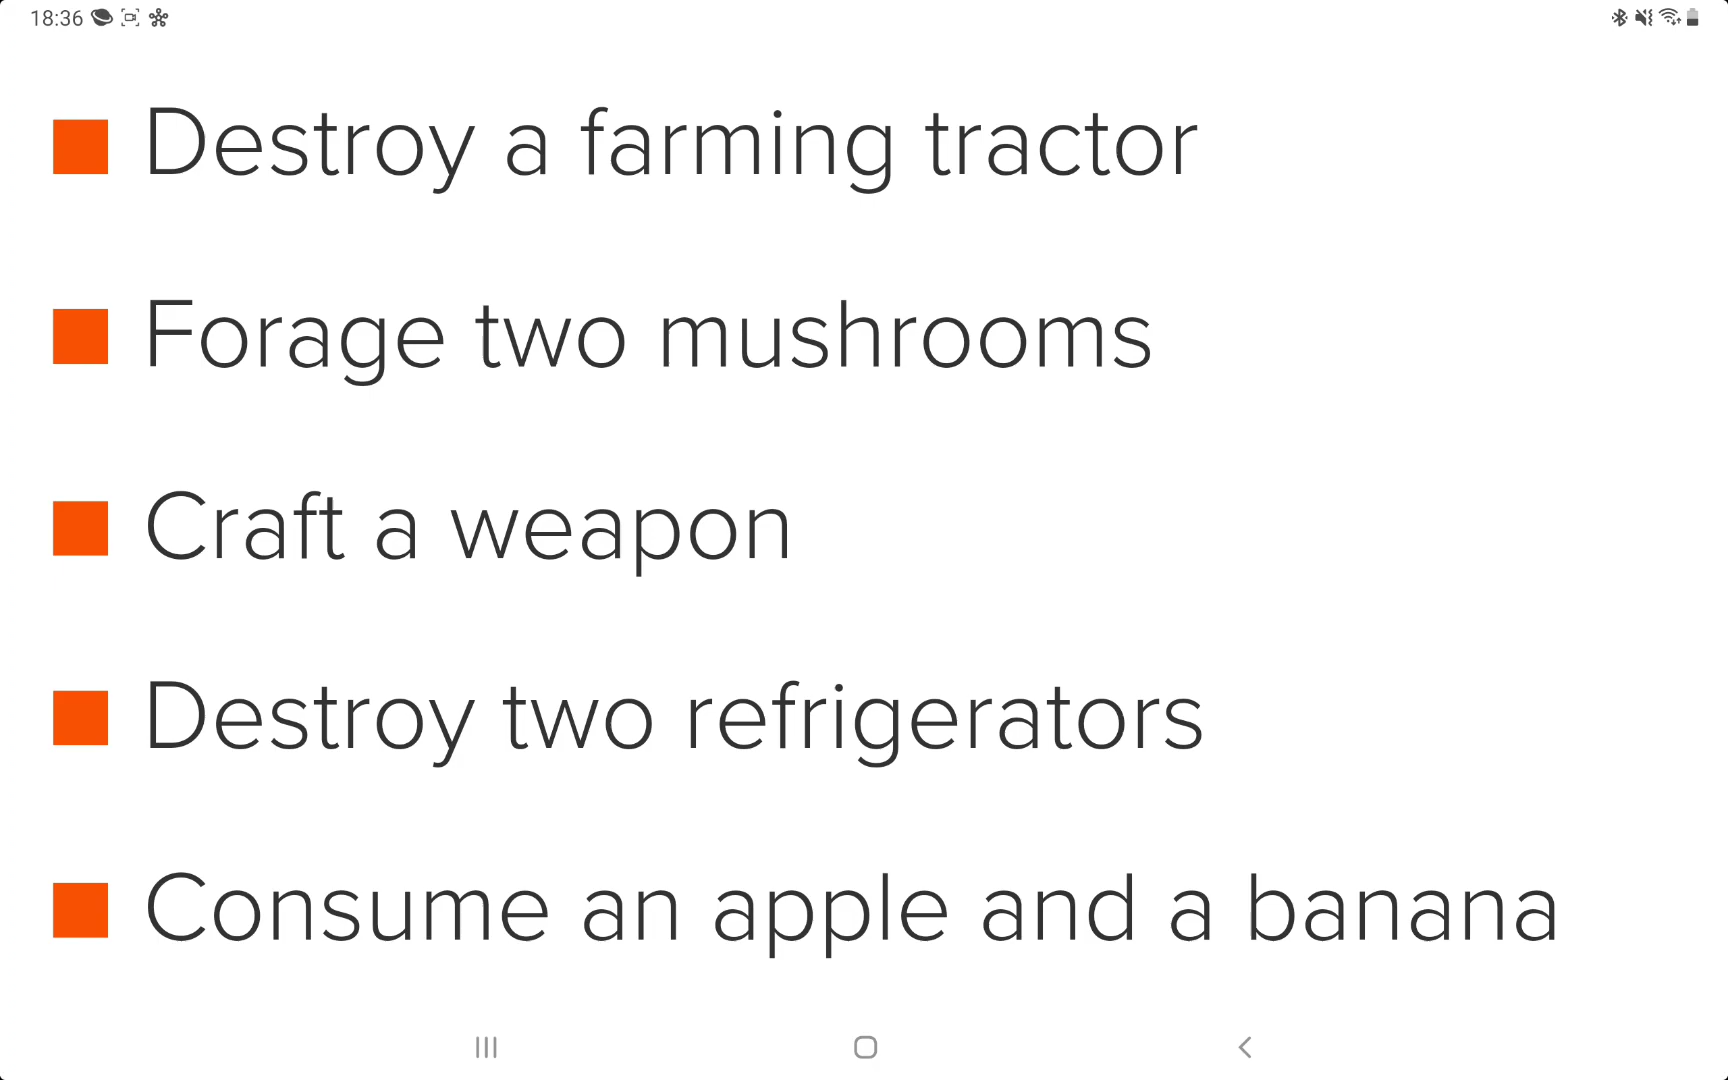 18:36
Destroy a farming tractor
Forage two mushrooms
Craft a weapon
Destroy two refrigerators
Consume an apple and a banana